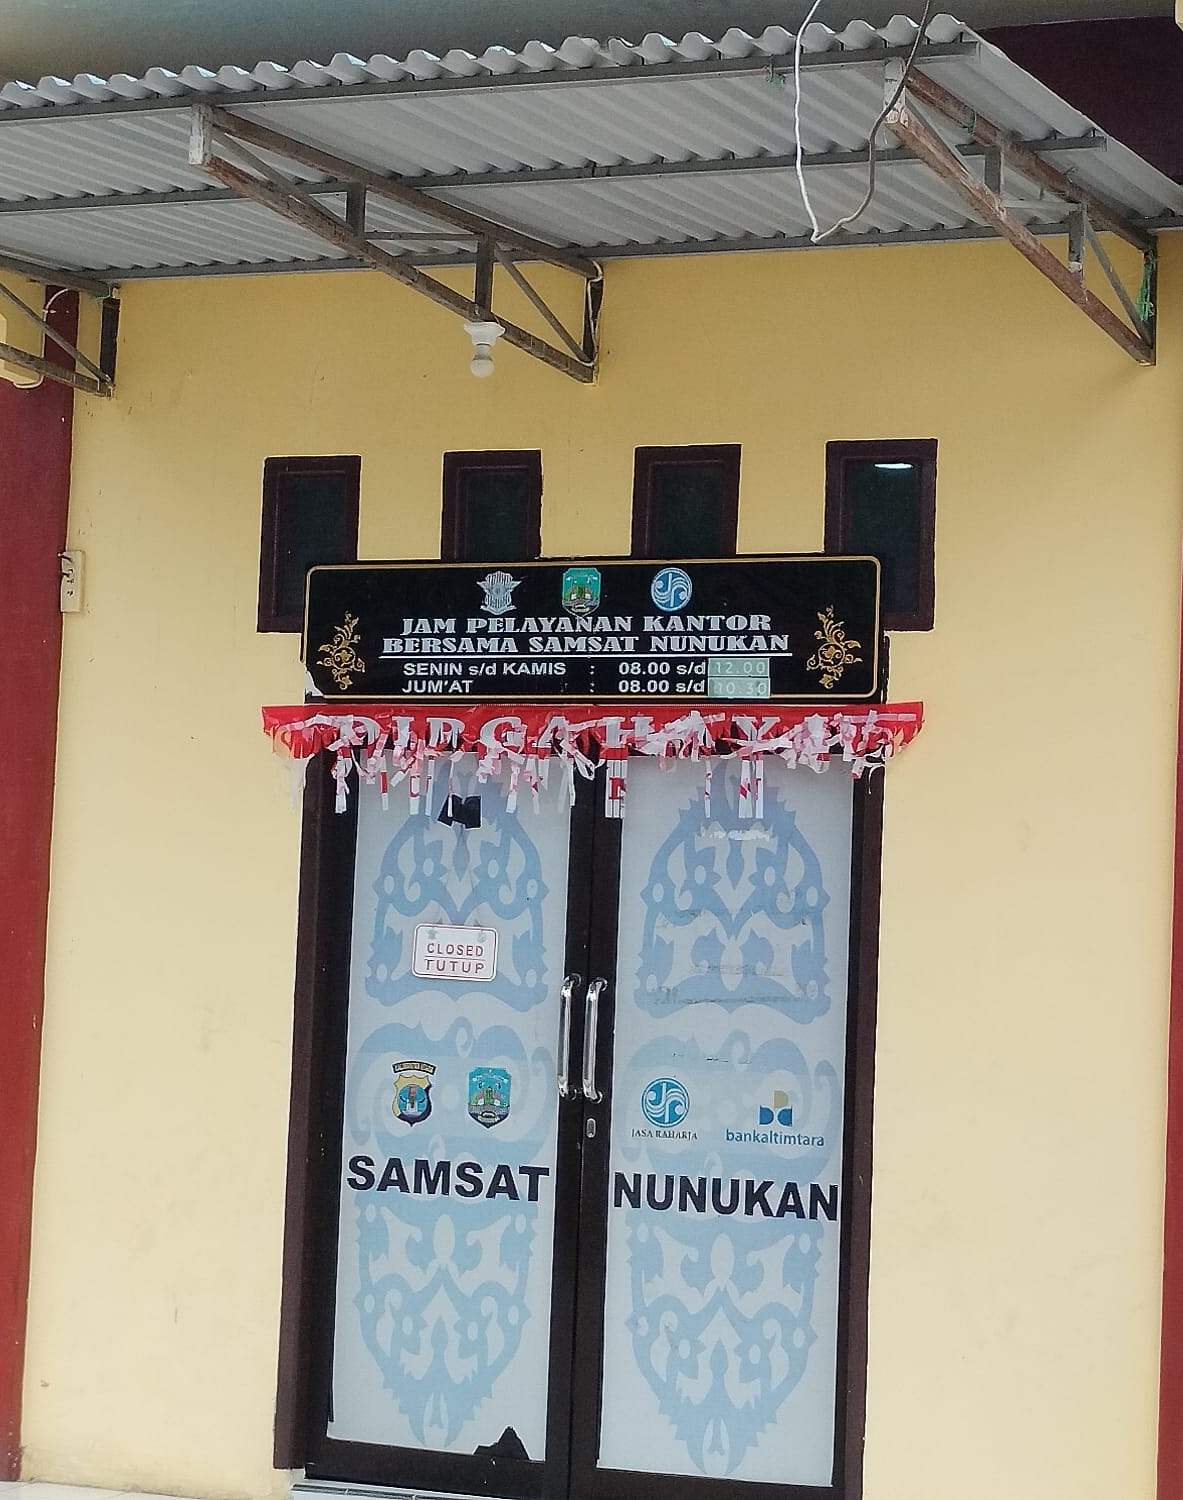 JAM PELAYANAN KANTOR
BERSAMA SAMSAT NUNUKAN
SENIN s/d KAMIS : 08.00 s/d 12.00
JUM'AT : 08.00 s/d 10.30
DIRGAHAYU
CLOSED
TUTUP
JASA RAHARJA
bankaltimtara
SAMSAT NUNUKAN